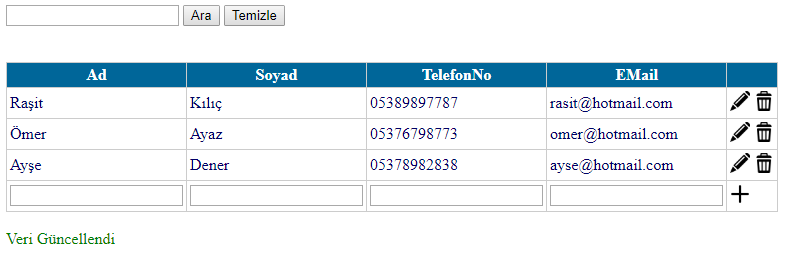 Ara Temizle
Ad Soyad TelefonNo EMail
Raşit Kılıç 05389897787 rasit@hotmail.com
Ömer Ayaz 05376798773 omer@hotmail.com
Ayşe Dener 05378982838 ayse@hotmail.com
Veri Güncellendi